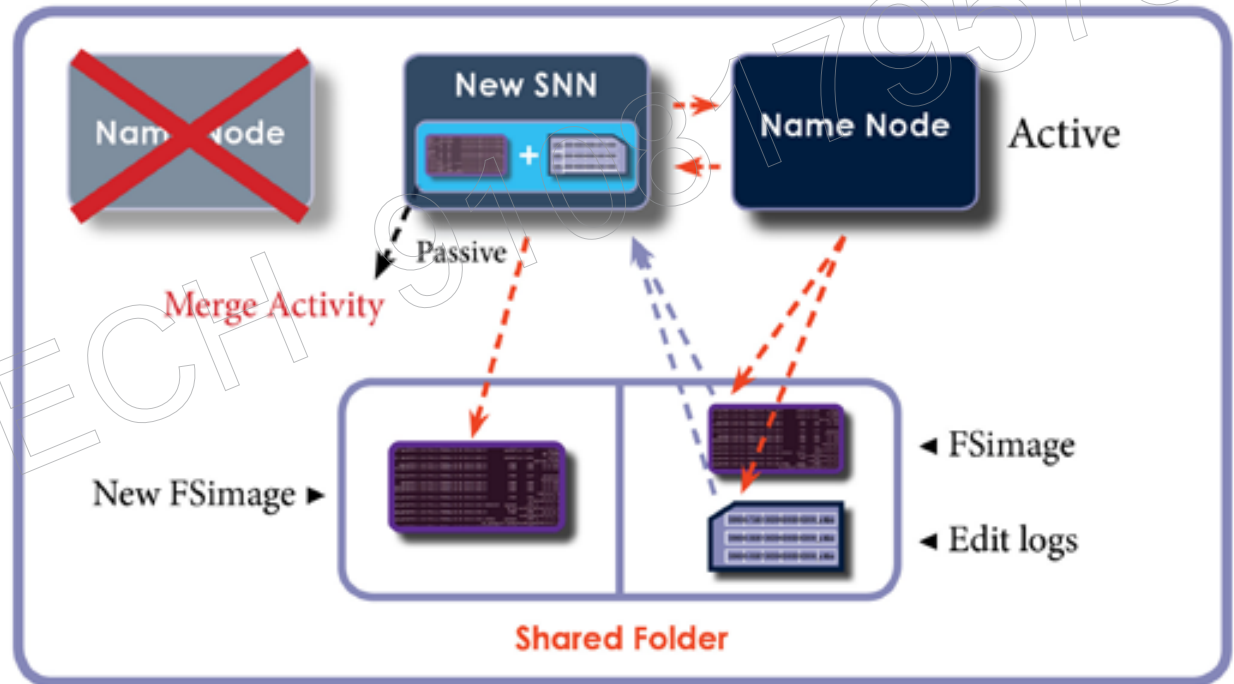 Name Node
New SNN
+
Name Node
Active
Passive
Merge Activity
New FSimage ◄
FSimage
◄ Edit logs
Shared Folder